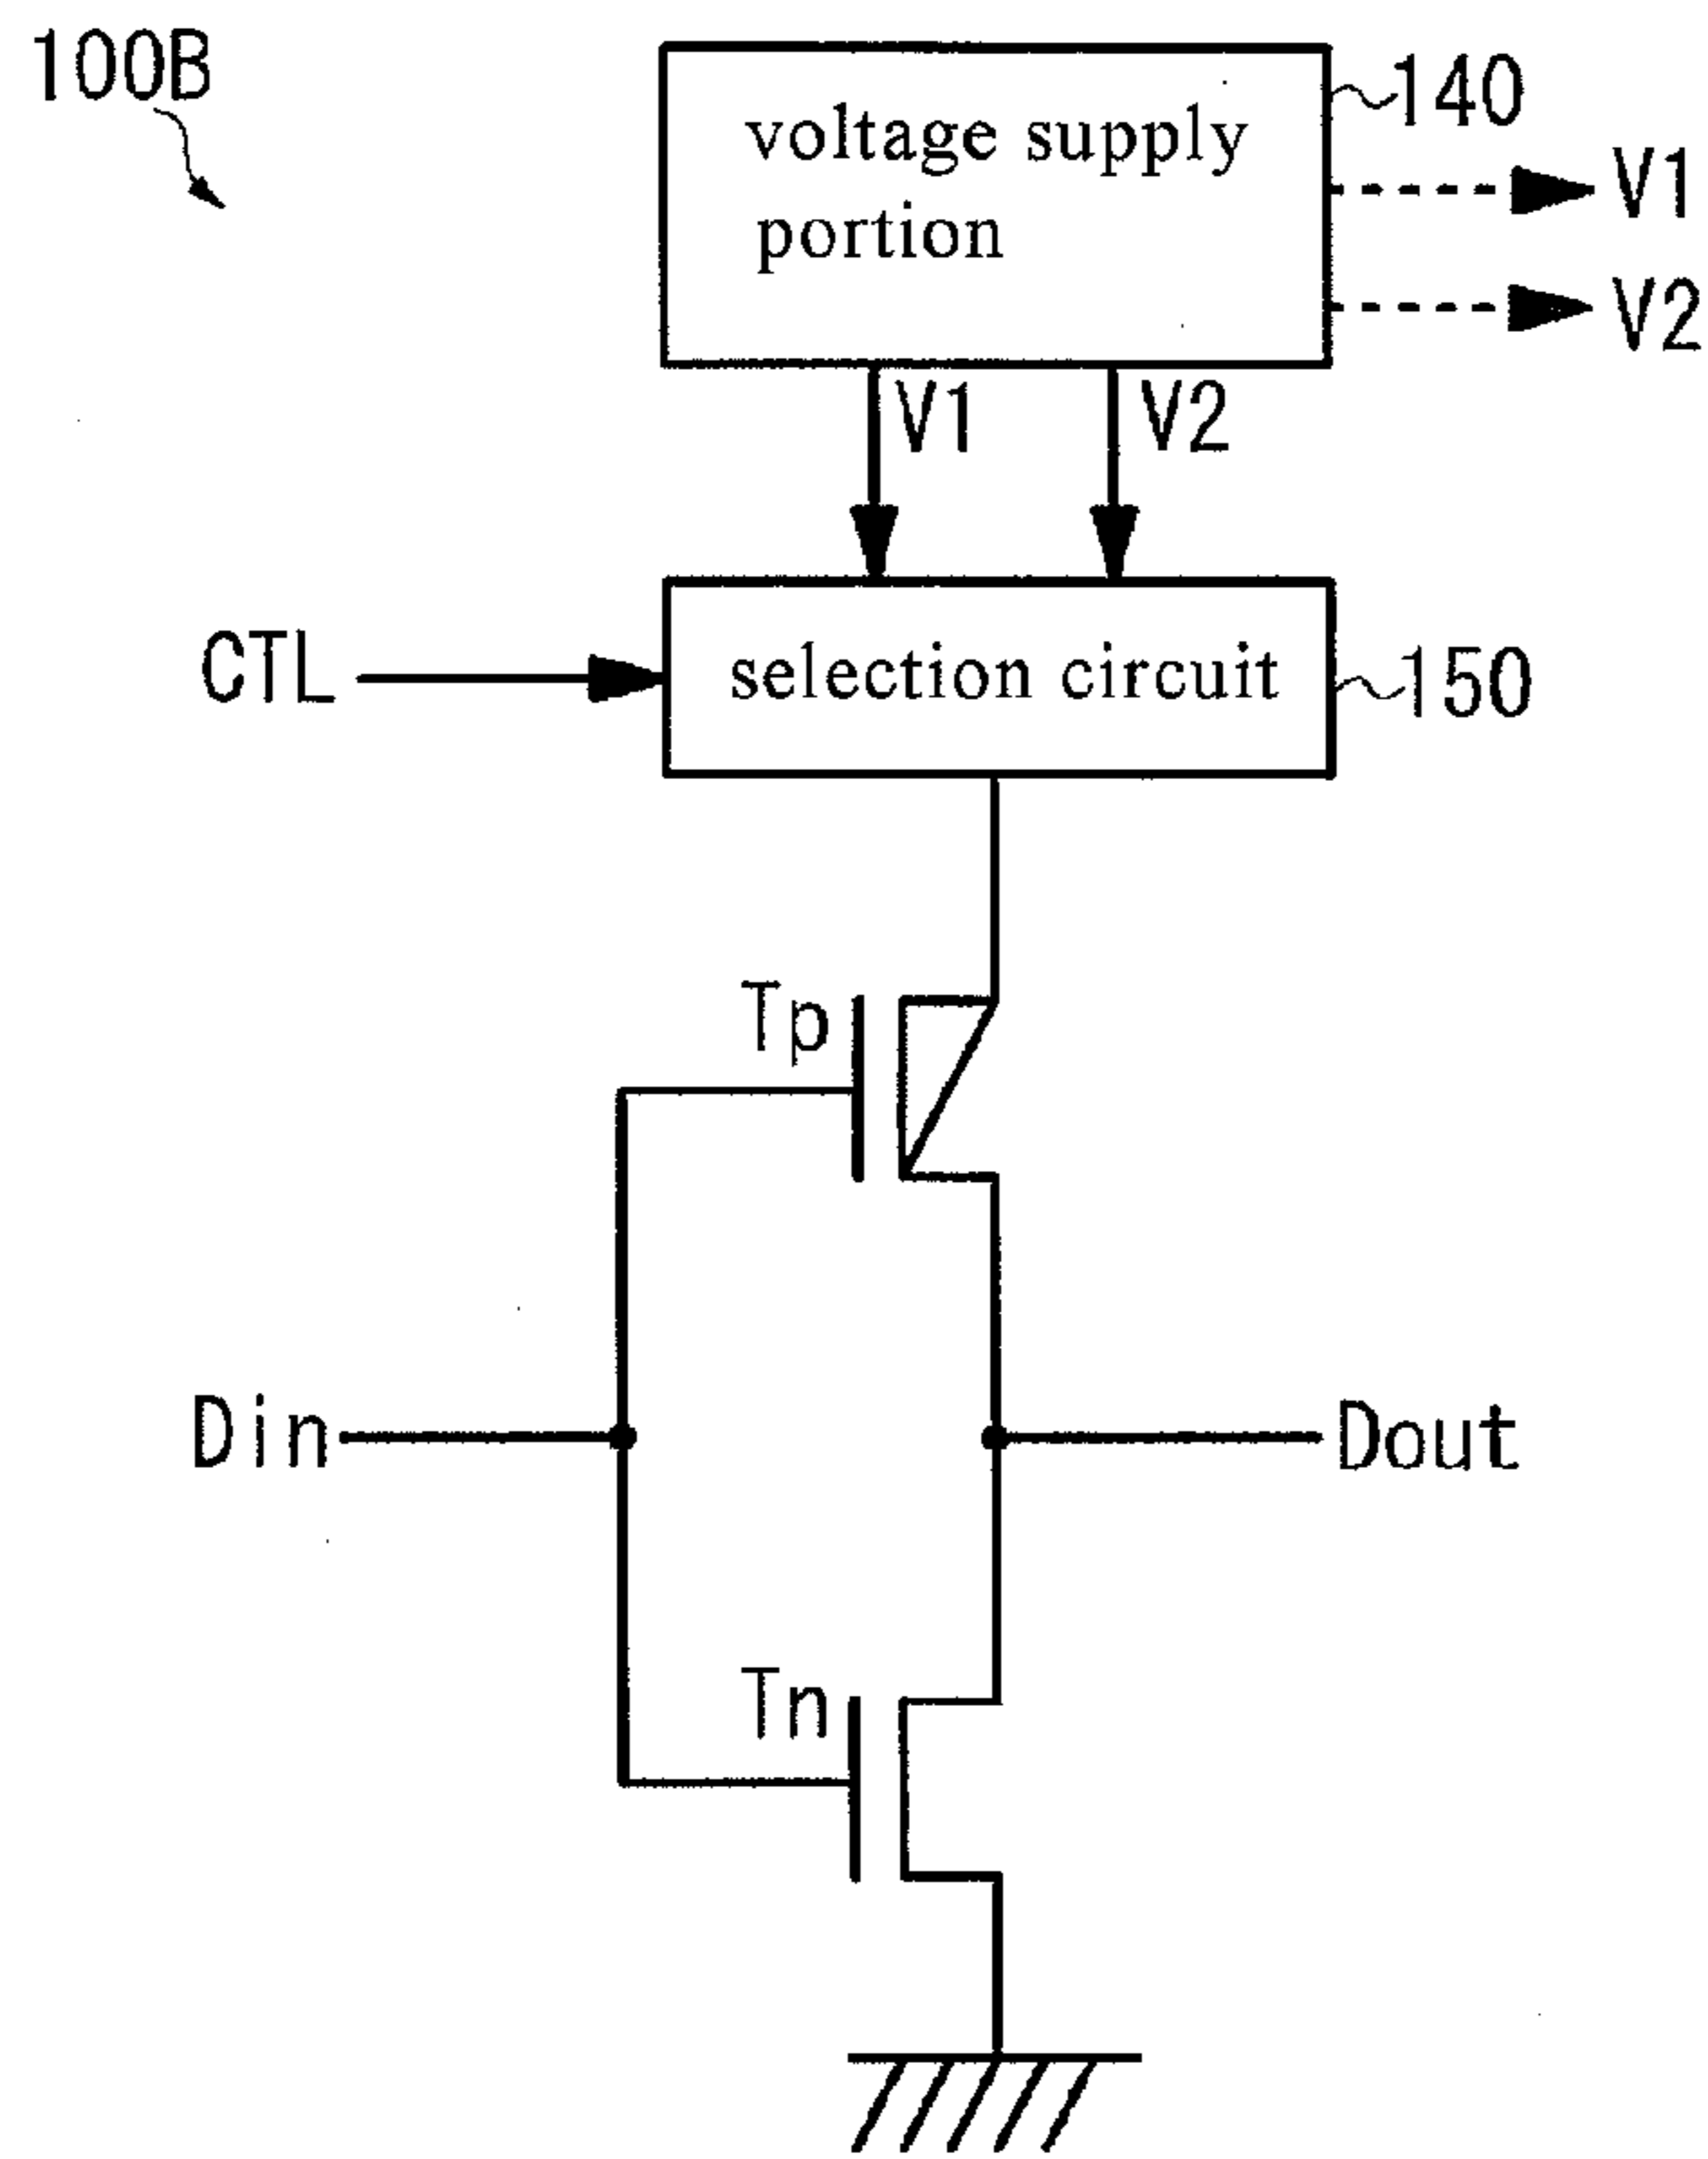 100B
voltage supply
portion
140
V1
V2
V1
V2
CTL
selection circuit
150
Tp
Din
Dout
Tn